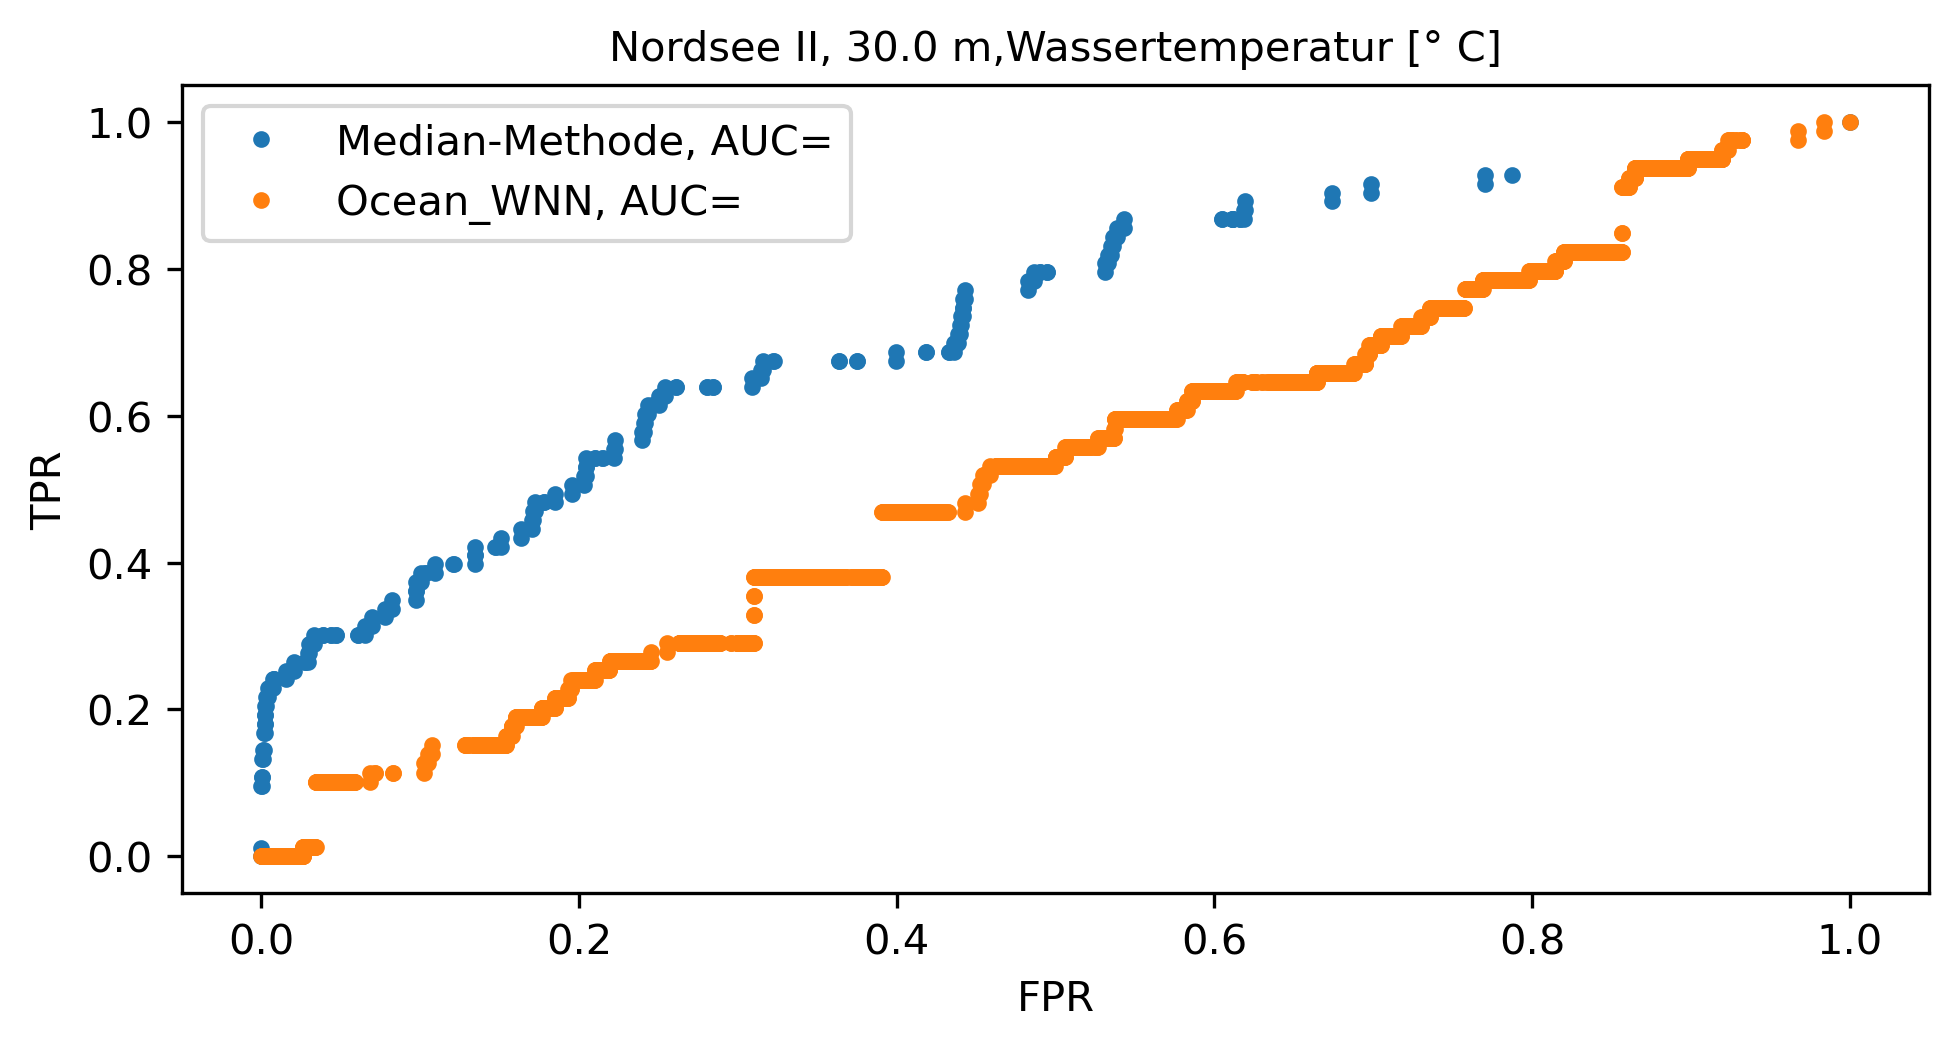 Nordsee II, 30.0 m,Wassertemperatur [° C]
1.0
0.8
0.6
0.4
0.2
0.0
TPR
Median-Methode, AUC=
Ocean_WNN, AUC=
0.0 0.2 0.4 0.6 0.8 1.0
FPR